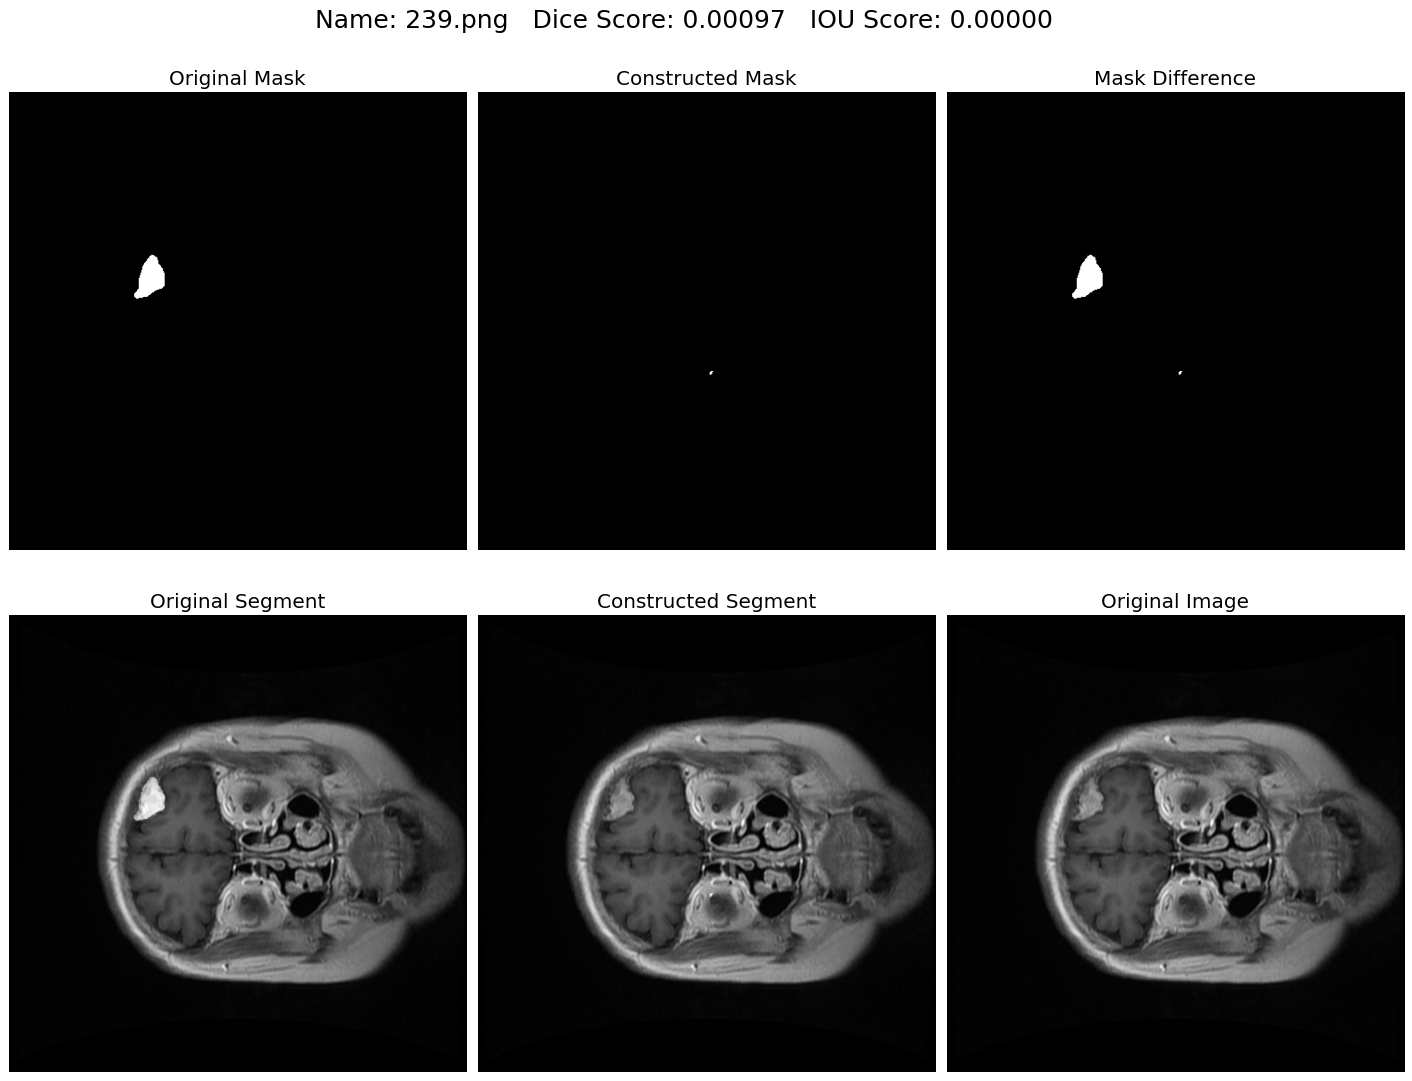 Name: 239.png   Dice Score: 0.00097   IOU Score: 0.00000
Original Mask
Constructed Mask
Mask Difference
Original Segment
Constructed Segment
Original Image